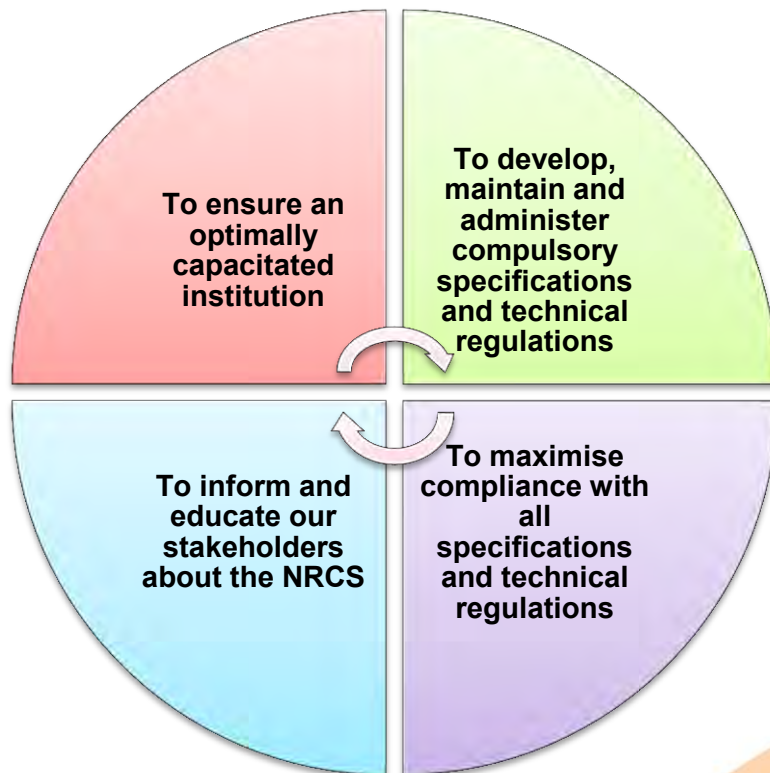 To ensure an
optimally
capacitated
institution
To develop,
maintain and
administer
compulsory
specifications
and technical
regulations
To inform and
educate our
stakeholders
about the NRCS
To maximise
compliance with
all
specifications
and technical
regulations